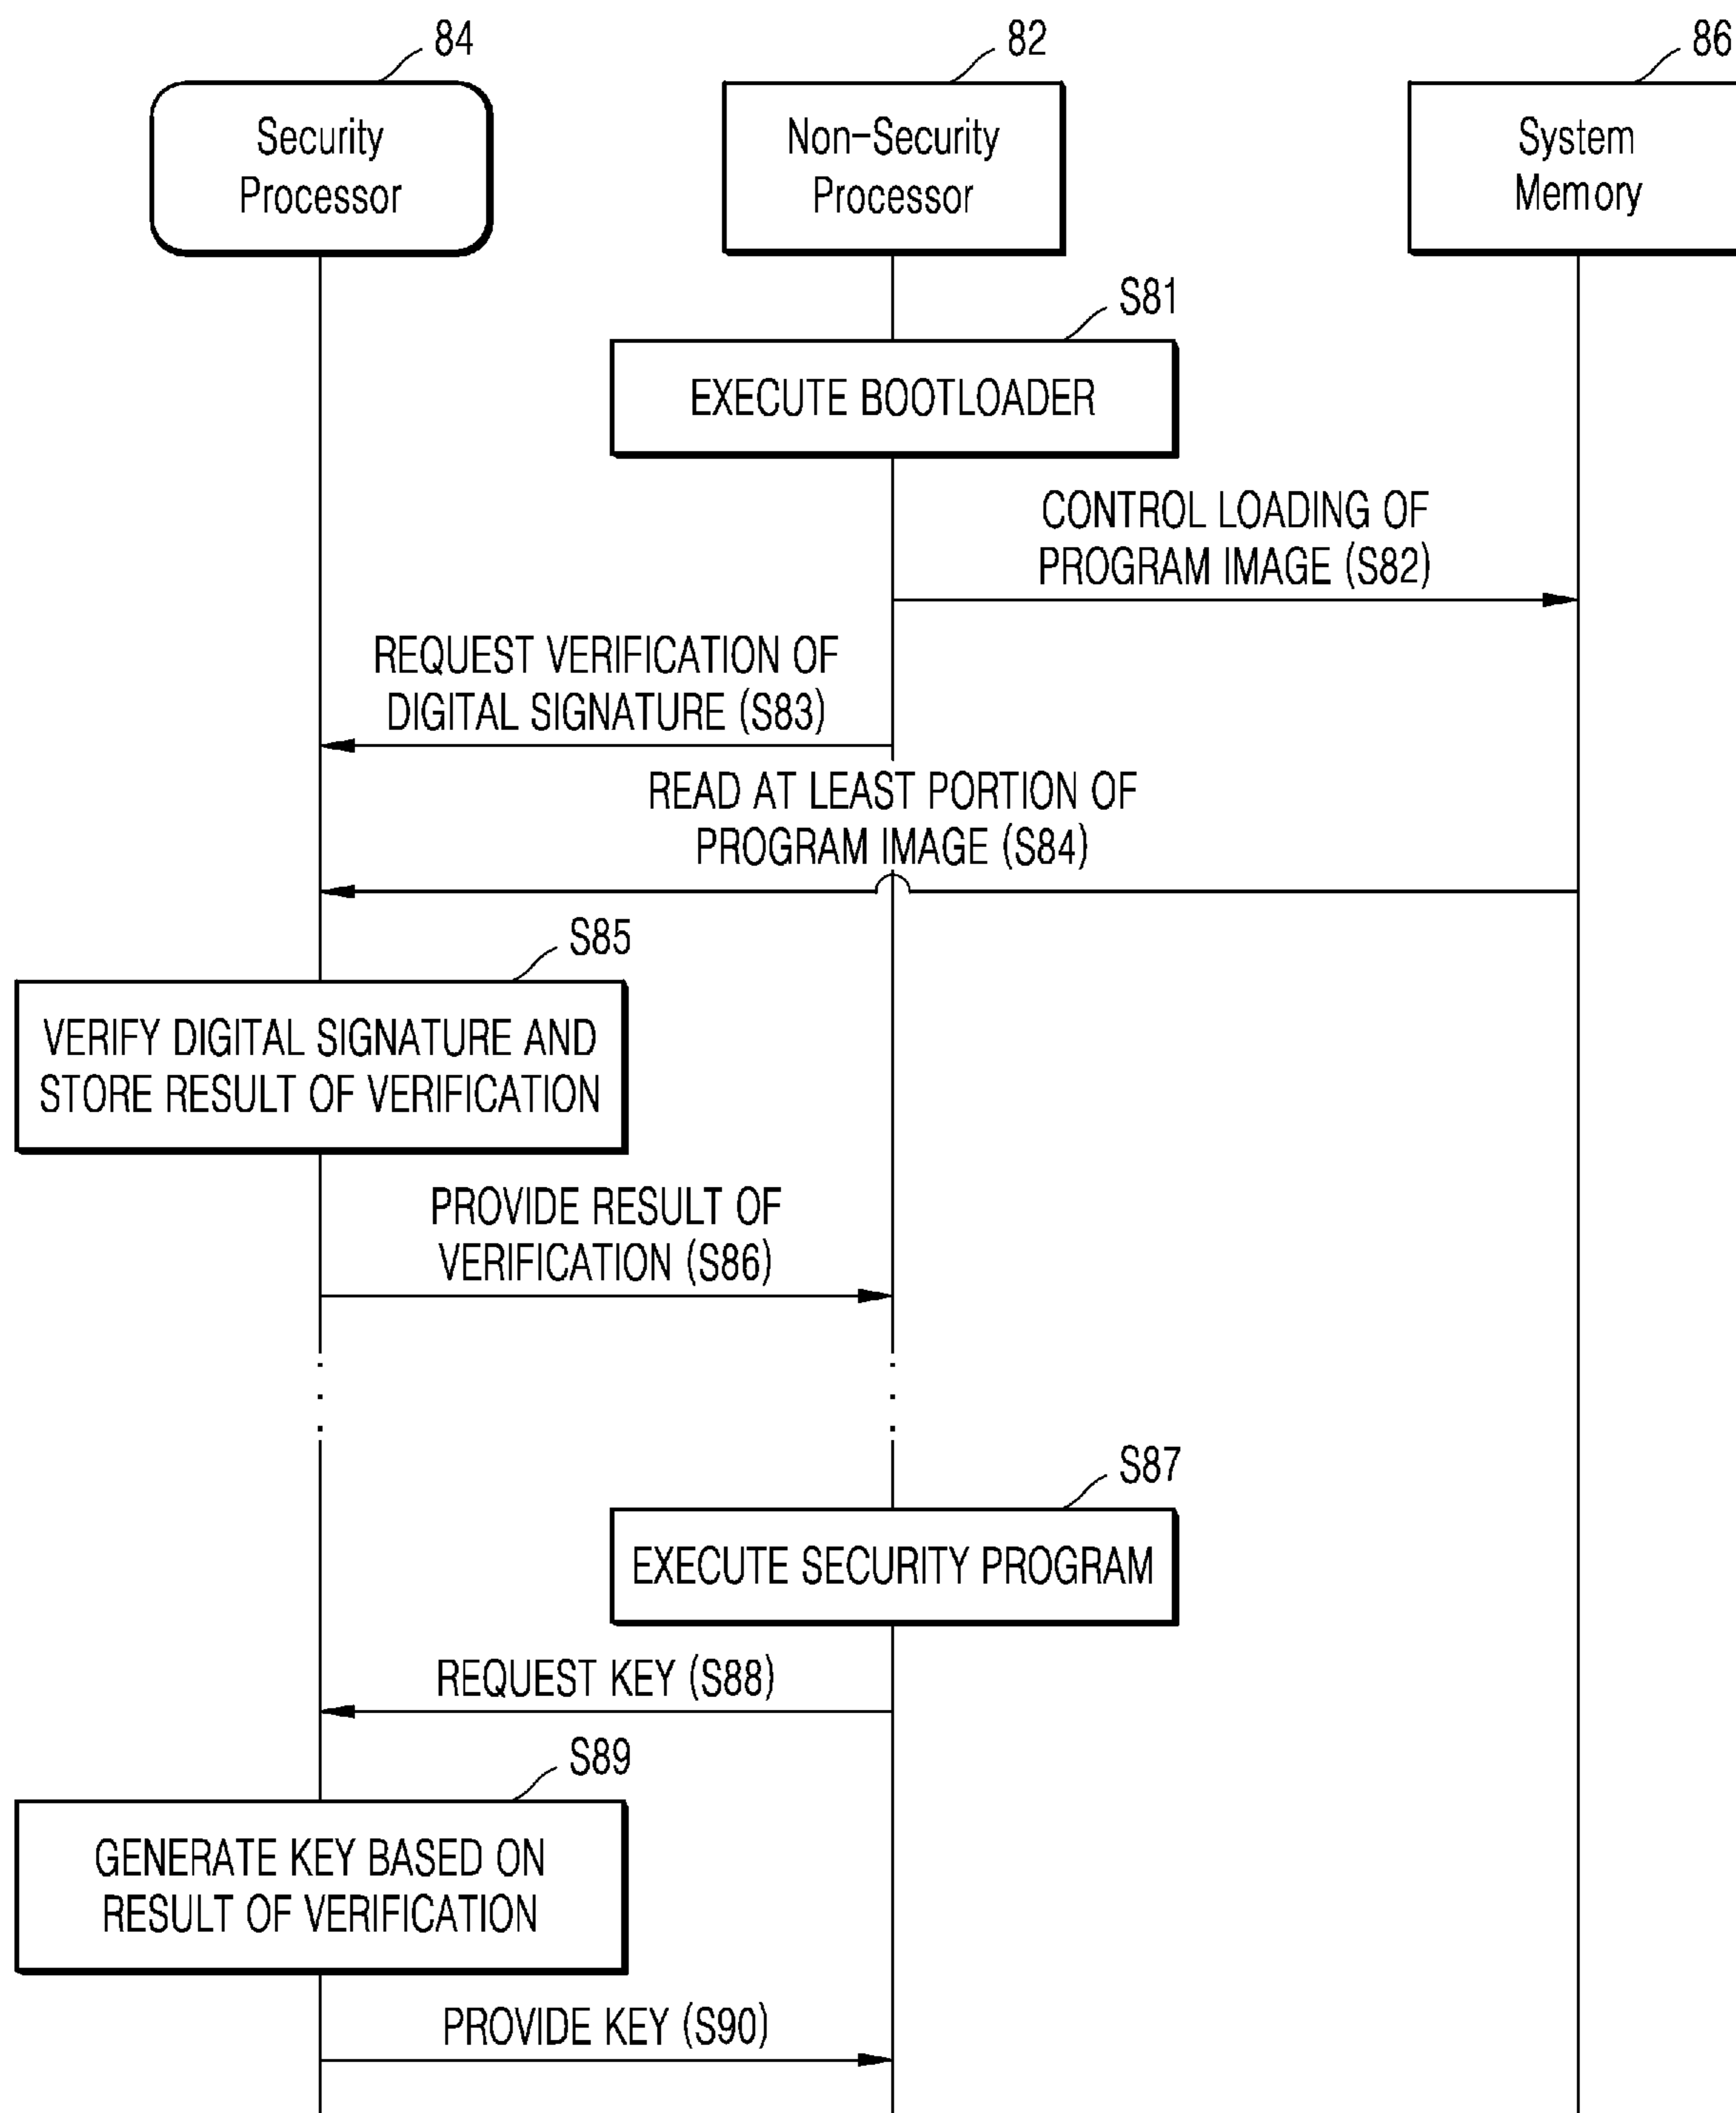 84
82
86
Security
Processor
Non-Security
Processor
System
Memory
S81
EXECUTE BOOTLOADER
CONTROL LOADING OF
PROGRAM IMAGE (S82)
REQUEST VERIFICATION OF
DIGITAL SIGNATURE (S83)
READ AT LEAST PORTION OF
PROGRAM IMAGE (S84)
S85
VERIFY DIGITAL SIGNATURE AND
STORE RESULT OF VERIFICATION
PROVIDE RESULT OF
VERIFICATION (S86)
S87
EXECUTE SECURITY PROGRAM
REQUEST KEY (S88)
S89
GENERATE KEY BASED ON
RESULT OF VERIFICATION
PROVIDE KEY (S90)